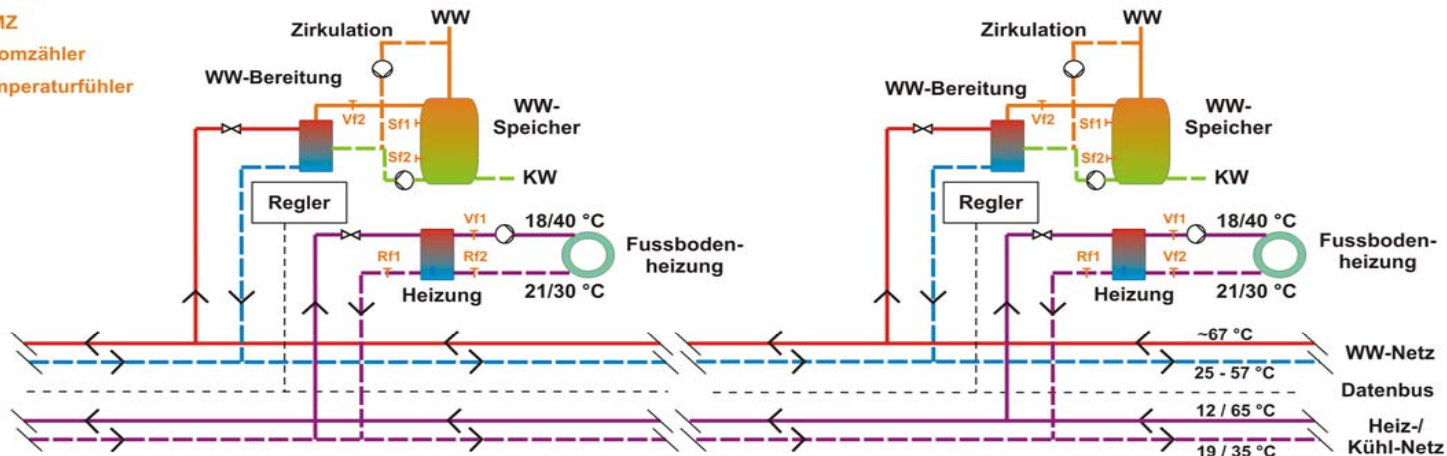 MZ
omzähler
nperaturfühler
WW
Zirkulation
WW-Bereitung
Vf2
Sf1
Sf2
WW-
Speicher
KW
Regler
Vf1
18/40 °C
Rf1
Rf2
Heizung
21/30 °C
Fussboden-
heizung
WW
Zirkulation
WW-Bereitung
Vf2
Sf1
Sf2
WW-
Speicher
KW
Regler
Vf1
18/40 °C
Rf1
Vf2
Heizung
21/30 °C
Fussboden-
heizung
~67 °C
WW-Netz
25 - 57 °C
Datenbus
12 / 65 °C
Heiz-/
Kühl-Netz
19 / 35 °C